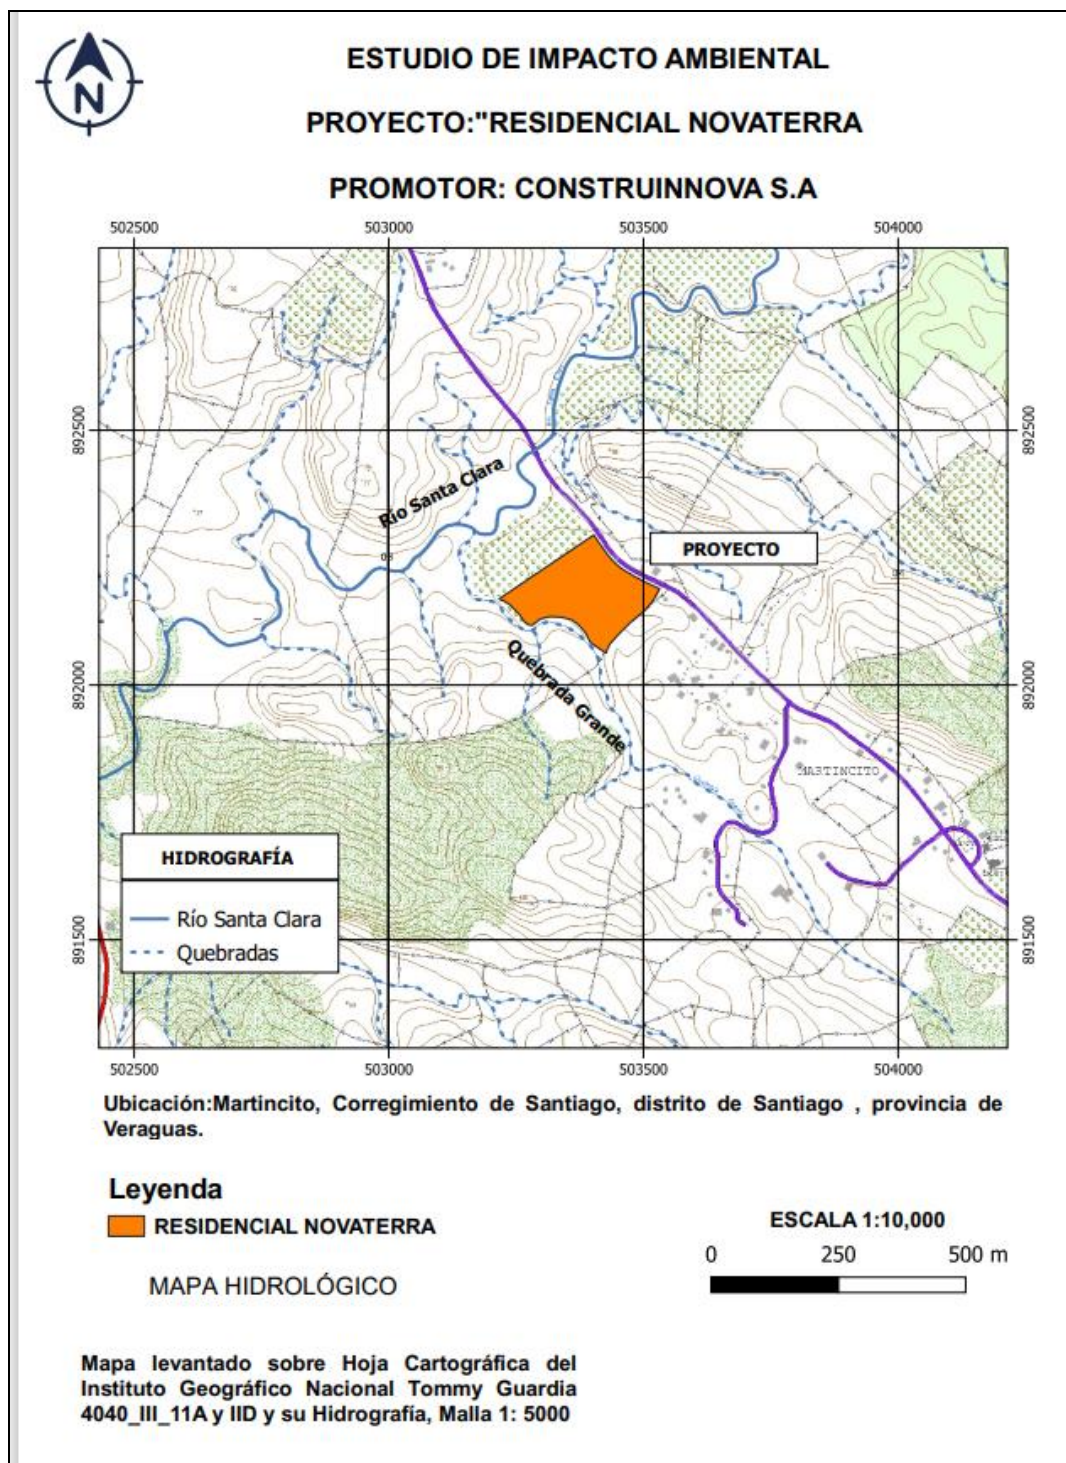 N
ESTUDIO DE IMPACTO AMBIENTAL
PROYECTO:"RESIDENCIAL NOVATERRA
PROMOTOR: CONSTRUINNOVA S.A
502500 503000 503500 504000
892500 892500
Río Santa Clara
PROYECTO
Quebrada Grande
892000 892000
MARTINCITO
HIDROGRAFÍA
Río Santa Clara
Quebradas
891500 891500
502500 503000 503500 504000
Ubicación:Martincito, Corregimiento de Santiago, distrito de Santiago , provincia de
Veraguas.
Leyenda
RESIDENCIAL NOVATERRA
ESCALA 1:10,000
0 250 500 m
MAPA HIDROLÓGICO
Mapa levantado sobre Hoja Cartográfica del
Instituto Geográfico Nacional Tommy Guardia
4040_III_11A y IID y su Hidrografía, Malla 1: 5000